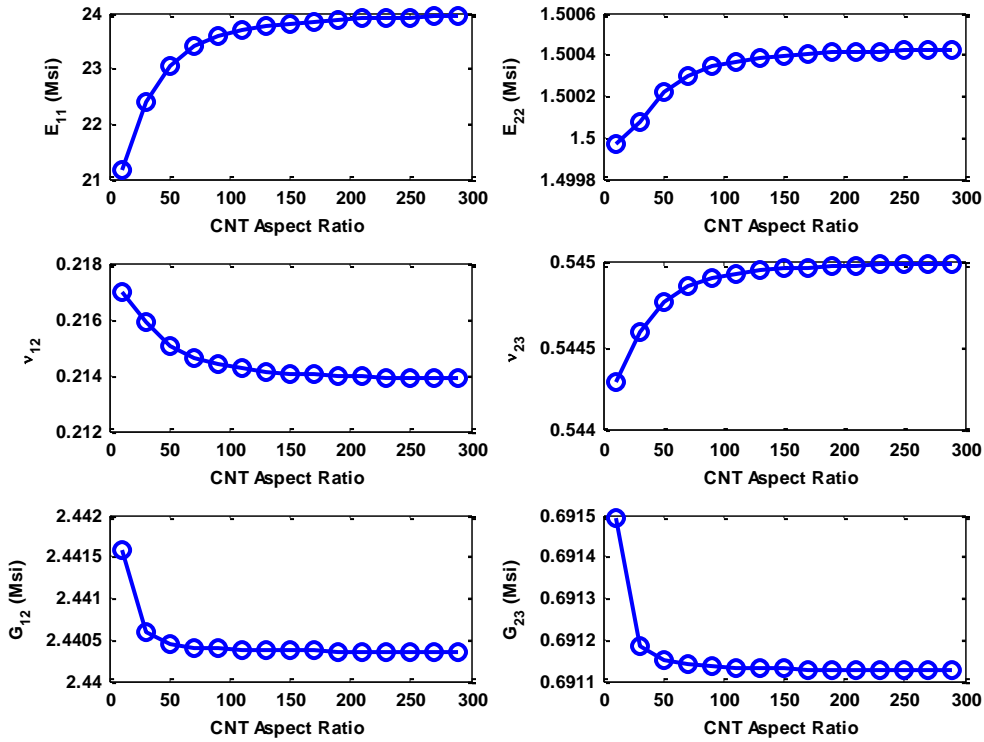 24
23
22
21
E11 (Msi)
0 50 100 150 200 250 300
CNT Aspect Ratio
1.5006
1.5004
1.5002
1.5
1.4998
E22 (Msi)
0 50 100 150 200 250 300
CNT Aspect Ratio
0.218
0.216
0.214
0.212
ν12
0 50 100 150 200 250 300
CNT Aspect Ratio
0.545
0.5445
0.544
ν23
0 50 100 150 200 250 300
CNT Aspect Ratio
2.442
2.4415
2.441
2.4405
2.44
G12 (Msi)
0 50 100 150 200 250 300
CNT Aspect Ratio
0.6915
0.6914
0.6913
0.6912
0.6911
G23 (Msi)
0 50 100 150 200 250 300
CNT Aspect Ratio